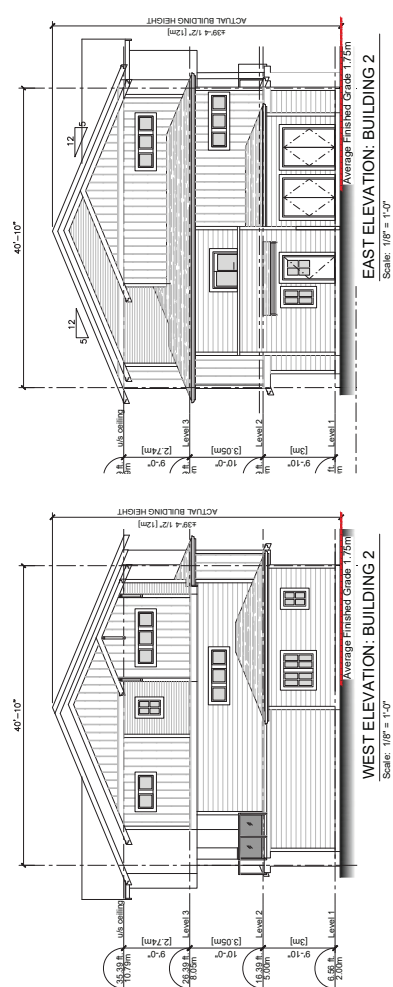 40'-10"
ACTUAL BUILDING HEIGHT
±39'-4 1/2" [12m]
12
5
12
5
u/s ceiling
9'-0"
[2.74m]
Level 3
10'-0"
[3.05m]
Level 2
9'-10"
[3m]
Level 1
Average Finished Grade 1.75m
EAST ELEVATION: BUILDING 2
Scale: 1/8" = 1'-0"
40'-10"
ACTUAL BUILDING HEIGHT
±39'-4 1/2" [12m]
35.39 ft.
10.79m
u/s ceiling
9'-0"
[2.74m]
26.39 ft.
8.05m
Level 3
10'-0"
[3.05m]
16.39 ft.
5.00m
Level 2
9'-10"
[3m]
6.56 ft.
2.00m
Level 1
Average Finished Grade 1.75m
WEST ELEVATION: BUILDING 2
Scale: 1/8" = 1'-0"